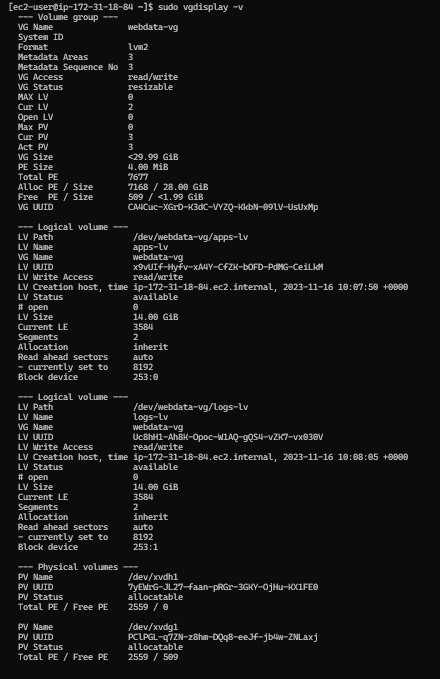 [ec2-user@ip-172-31-18-84 ~]$ sudo vgdisplay -v
--- Volume group ---
VG Name webdata-vg
System ID
Format lvm2
Metadata Areas 3
Metadata Sequence No 3
VG Access read/write
VG Status resizable
MAX LV 0
Cur LV 2
Open LV 0
Max PV 0
Cur PV 3
Act PV 3
VG Size <29.99 GiB
PE Size 4.00 MiB
Total PE 7677
Alloc PE / Size 7168 / 28.00 GiB
Free PE / Size 509 / <1.99 GiB
VG UUID CA4Cuc-XGrD-K3dC-VYZQ-KkbN-09lV-UsUxMp
--- Logical volume ---
LV Path /dev/webdata-vg/apps-lv
LV Name apps-lv
VG Name webdata-vg
LV UUID x9vUIf-Hyfv-xA4Y-CfZK-bOFD-PdMG-CeiLkM
LV Write Access read/write
LV Creation host, time ip-172-31-18-84.ec2.internal, 2023-11-16 10:07:50 +0000
LV Status available
# open 0
LV Size 14.00 GiB
Current LE 3584
Segments 2
Allocation inherit
Read ahead sectors auto
- currently set to 8192
Block device 253:0
--- Logical volume ---
LV Path /dev/webdata-vg/logs-lv
LV Name logs-lv
VG Name webdata-vg
LV UUID Uc8hH1-Ah8K-Opoc-W1AQ-gQS4-vZK7-vx030V
LV Write Access read/write
LV Creation host, time ip-172-31-18-84.ec2.internal, 2023-11-16 10:08:05 +0000
LV Status available
# open 0
LV Size 14.00 GiB
Current LE 3584
Segments 2
Allocation inherit
Read ahead sectors auto
- currently set to 8192
Block device 253:1
--- Physical volumes ---
PV Name /dev/xvdh1
PV UUID 7yEWrG-JL27-faan-pRGr-3GKY-OjHu-KX1FE0
PV Status allocatable
Total PE / Free PE 2559 / 0
PV Name /dev/xvdg1
PV UUID PClPGL-q7ZN-z8hm-DQq8-eeJf-jb4w-ZNLaxj
PV Status allocatable
Total PE / Free PE 2559 / 509